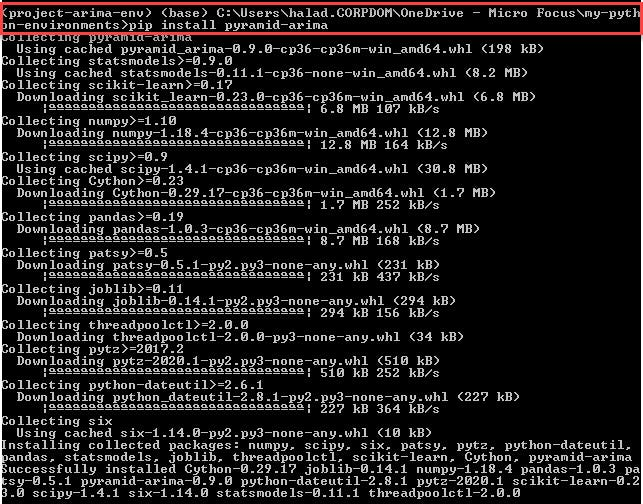 (project-arima-env) (base) C:\Users\halad.CORPDOM\OneDrive - Micro Focus\my-pyth
on-environments>pip install pyramid-arima
Collecting pyramid-arima
  Using cached pyramid_arima-0.9.0-cp36-cp36m-win_amd64.whl (198 kB)
Collecting statsmodels>=0.9.0
  Using cached statsmodels-0.11.1-cp36-none-win_amd64.whl (8.2 MB)
Collecting scikit-learn>=0.17
  Downloading scikit_learn-0.23.0-cp36-cp36m-win_amd64.whl (6.8 MB)
     |################################| 6.8 MB 107 kB/s
Collecting numpy>=1.10
  Downloading numpy-1.18.4-cp36-cp36m-win_amd64.whl (12.8 MB)
     |################################| 12.8 MB 164 kB/s
Collecting scipy>=0.9
  Using cached scipy-1.4.1-cp36-cp36m-win_amd64.whl (30.8 MB)
Collecting Cython>=0.23
  Downloading Cython-0.29.17-cp36-cp36m-win_amd64.whl (1.7 MB)
     |################################| 1.7 MB 252 kB/s
Collecting pandas>=0.19
  Downloading pandas-1.0.3-cp36-cp36m-win_amd64.whl (8.7 MB)
     |################################| 8.7 MB 168 kB/s
Collecting patsy>=0.5
  Downloading patsy-0.5.1-py2.py3-none-any.whl (231 kB)
     |################################| 231 kB 437 kB/s
Collecting joblib>=0.11
  Downloading joblib-0.14.1-py2.py3-none-any.whl (294 kB)
     |################################| 294 kB 156 kB/s
Collecting threadpoolctl>=2.0.0
  Downloading threadpoolctl-2.0.0-py3-none-any.whl (34 kB)
Collecting pytz>=2017.2
  Downloading pytz-2020.1-py2.py3-none-any.whl (510 kB)
     |################################| 510 kB 252 kB/s
Collecting python-dateutil>=2.6.1
  Downloading python_dateutil-2.8.1-py2.py3-none-any.whl (227 kB)
     |################################| 227 kB 364 kB/s
Collecting six
  Using cached six-1.14.0-py2.py3-none-any.whl (10 kB)
Installing collected packages: numpy, scipy, six, patsy, pytz, python-dateutil,
pandas, statsmodels, joblib, threadpoolctl, scikit-learn, Cython, pyramid-arima
Successfully installed Cython-0.29.17 joblib-0.14.1 numpy-1.18.4 pandas-1.0.3 pa
tsy-0.5.1 pyramid-arima-0.9.0 python-dateutil-2.8.1 pytz-2020.1 scikit-learn-0.2
3.0 scipy-1.4.1 six-1.14.0 statsmodels-0.11.1 threadpoolctl-2.0.0